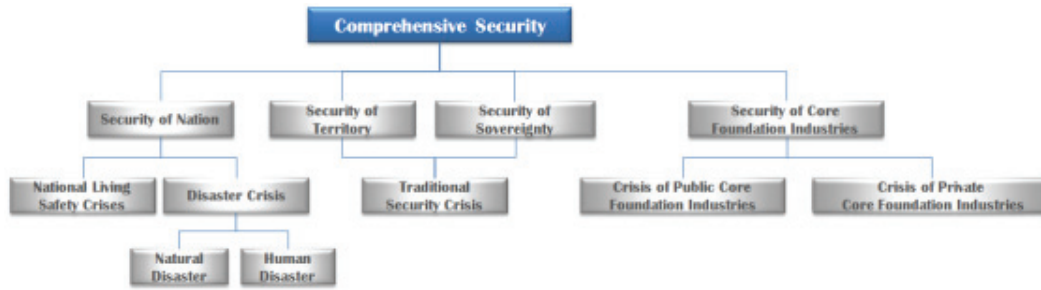 Comprehensive Security
Security of Nation
Security of
Territory
Security of
Sovereignty
Security of Core
Foundation Industries
National Living
Safety Crises
Disaster Crisis
Traditional
Security Crisis
Crisis of Public Core
Foundation Industries
Crisis of Private
Core Foundation Industries
Natural
Disaster
Human
Disaster